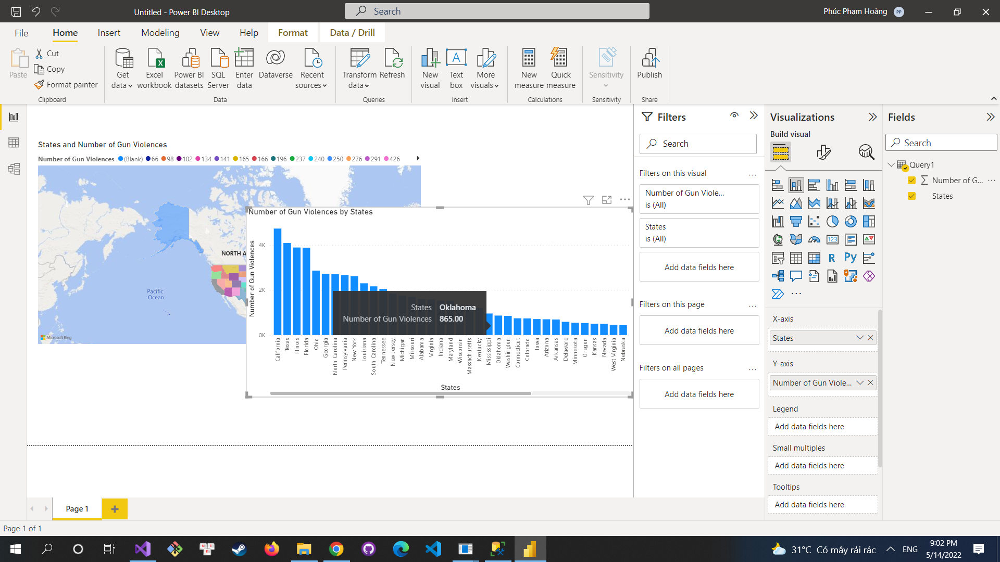 Untitled - Power BI Desktop
Search
Phúc Phạm Hoàng
PP
File
Home
Insert
Modeling
View
Help
Format
Data / Drill
Paste
Cut
Copy
Format painter
Clipboard
Get data
Excel workbook
Power BI datasets
SQL Server
Enter data
Dataverse
Recent sources
Data
Transform data
Refresh
Queries
New visual
Text box
More visuals
Insert
New measure
Quick measure
Calculations
Sensitivity
Sensitivity
Publish
Share
States and Number of Gun Violences
Number of Gun Violences (Blank) 66 98 102 134 141 165 166 196 237 240 250 276 291 426
NORTH A
Pacific
Ocean
Microsoft Bing
Number of Gun Violences by States
Number of Gun Violences
4K
2K
0K
States Oklahoma
Number of Gun Violences 865.00
California
Texas
Illinois
Florida
Ohio
Georgia
North Carolina
Pennsylvania
New York
Louisiana
South Carolina
Tennessee
New Jersey
Michigan
Missouri
Alabama
Virginia
Indiana
Maryland
Wisconsin
Massachusetts
Kentucky
Mississippi
Oklahoma
Washington
Connecticut
Colorado
Iowa
Arizona
Arkansas
Delaware
Minnesota
Oregon
Kansas
Nevada
West Virginia
Nebraska
States
Filters
Search
Filters on this visual
...
Number of Gun Viole...
is (All)
States
is (All)
Add data fields here
Filters on this page
...
Add data fields here
Filters on all pages
...
Add data fields here
Visualizations
Build visual
123
R
Py
...
X-axis
States
Y-axis
Number of Gun Viole...
Legend
Add data fields here
Small multiples
Add data fields here
Tooltips
Add data fields here
Fields
Search
Query1
Number of G...
States
Page 1
Page 1 of 1
31°C Có mây rải rác
ENG
9:02 PM
5/14/2022